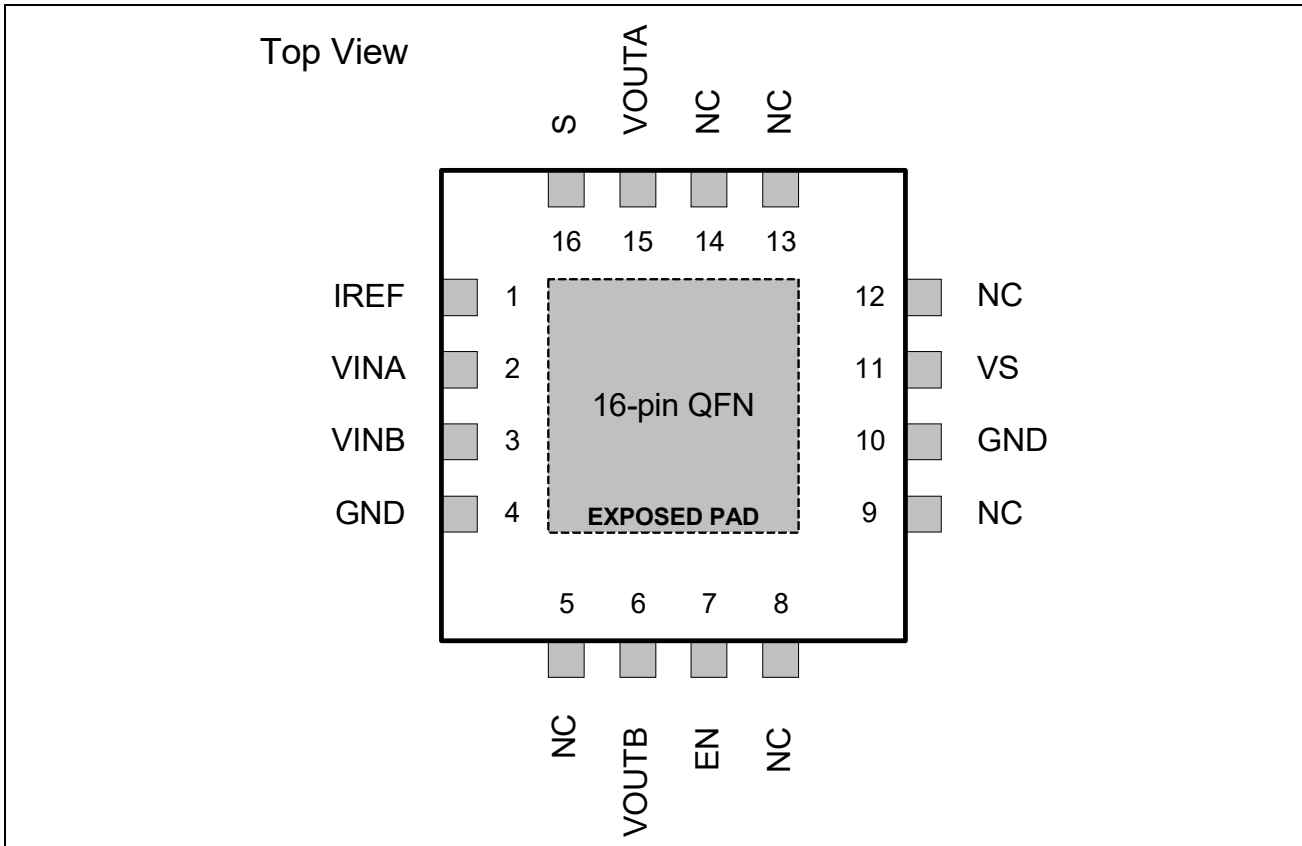 Top View
S VOUTA NC NC
16 15 14 13
IREF 1 12 NC
VINA 2 11 VS
16-pin QFN
VINB 3 10 GND
GND 4 EXPOSED PAD 9 NC
5 6 7 8
NC VOUTB EN NC